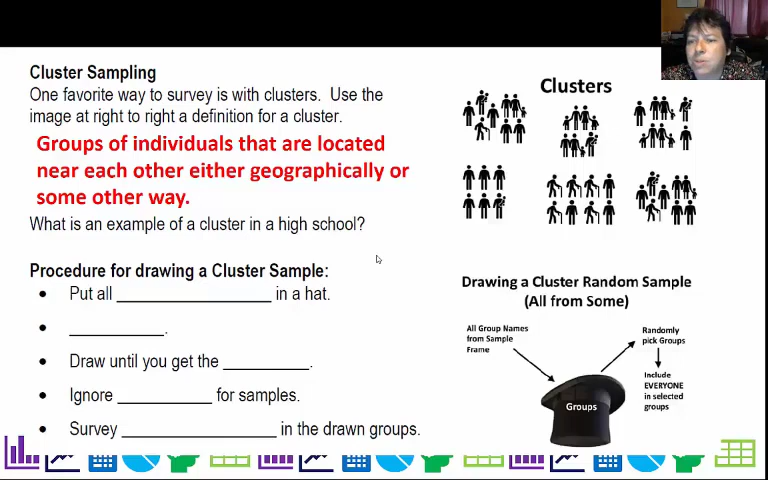 Cluster Sampling
One favorite way to survey is with clusters.  Use the
image at right to right a definition for a cluster.
Groups of individuals that are located
near each other either geographically or
some other way.
What is an example of a cluster in a high school?
Procedure for drawing a Cluster Sample:
• Put all ________________ in a hat.
• __________.
• Draw until you get the _________.
• Ignore __________ for samples.
• Survey ________________ in the drawn groups.
Clusters
Drawing a Cluster Random Sample
(All from Some)
All Group Names
from Sample
Frame
Randomly
pick Groups
Include
EVERYONE
in selected
groups
Groups